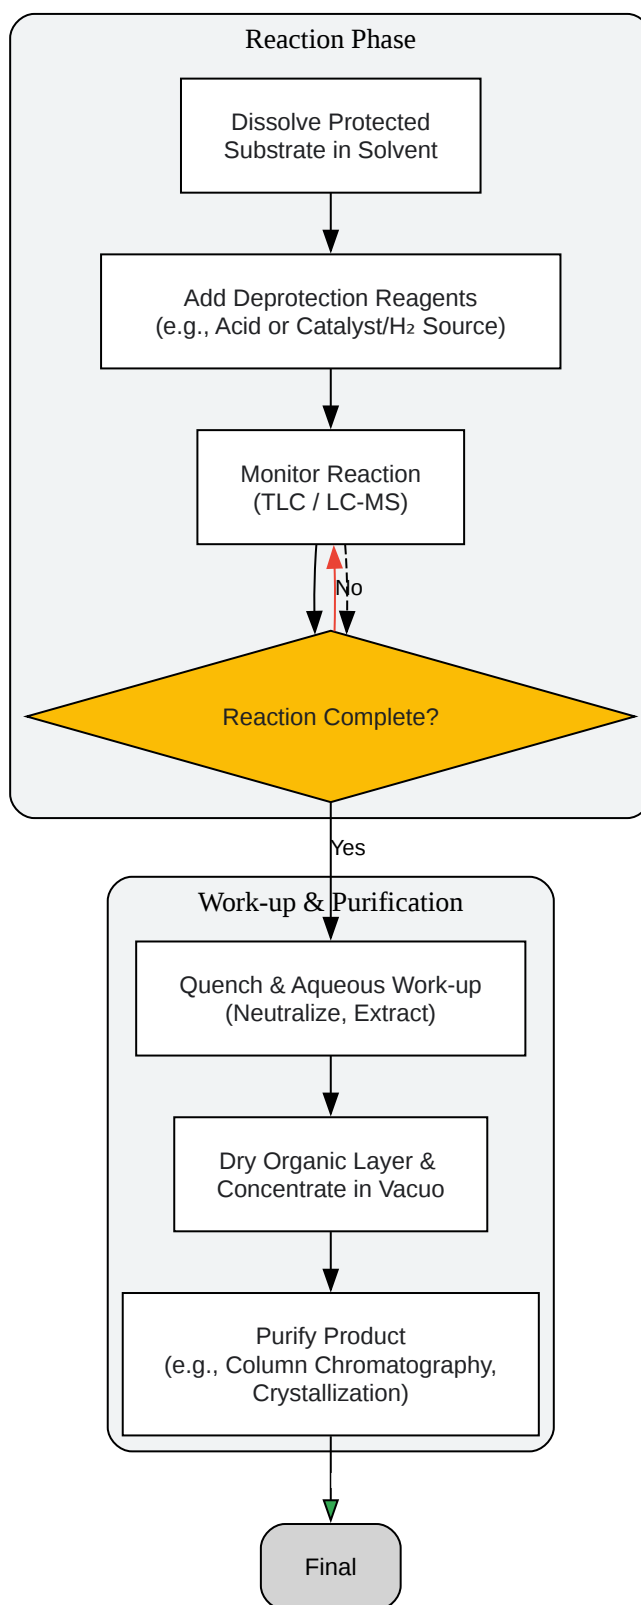 Reaction Phase
Dissolve Protected
Substrate in Solvent
Add Deprotection Reagents
(e.g., Acid or Catalyst/H₂ Source)
Monitor Reaction
(TLC / LC-MS)
No
Reaction Complete?
Yes
Work-up & Purification
Quench & Aqueous Work-up
(Neutralize, Extract)
Dry Organic Layer &
Concentrate in Vacuo
Purify Product
(e.g., Column Chromatography,
Crystallization)
Final